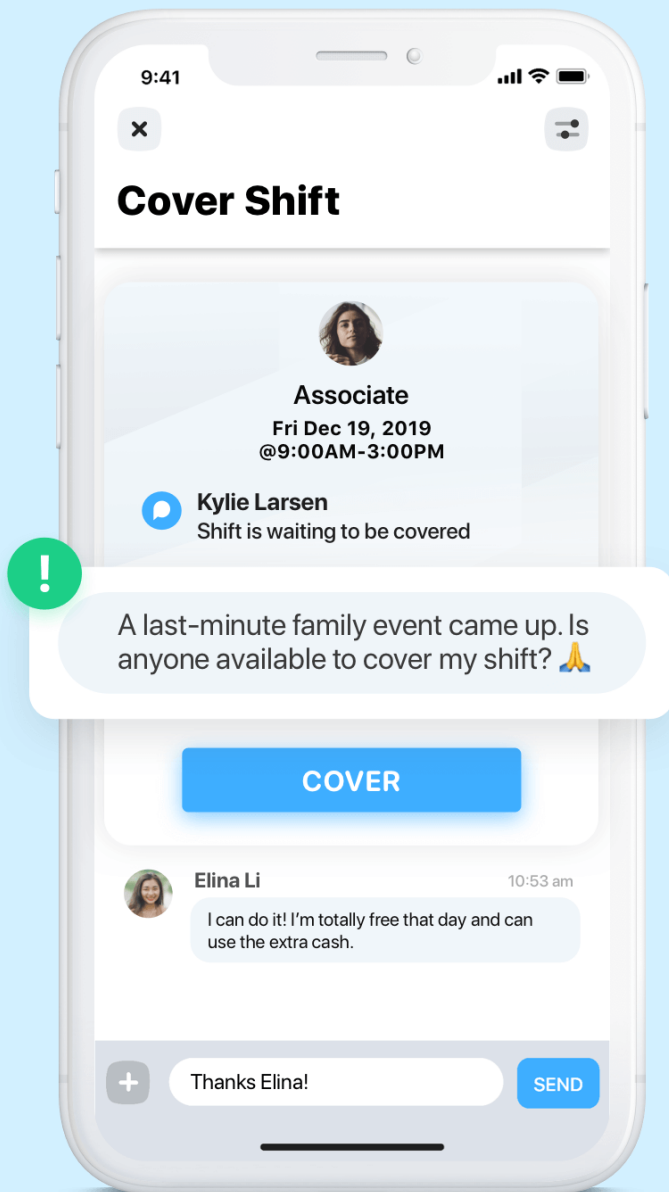 9:41
Cover Shift
Associate
Fri Dec 19, 2019
@9:00AM-3:00PM
Kylie Larsen
Shift is waiting to be covered
!
A last-minute family event came up. Is
anyone available to cover my shift? 🙏
COVER
Elina Li
10:53 am
I can do it! I’m totally free that day and can
use the extra cash.
Thanks Elina!
SEND